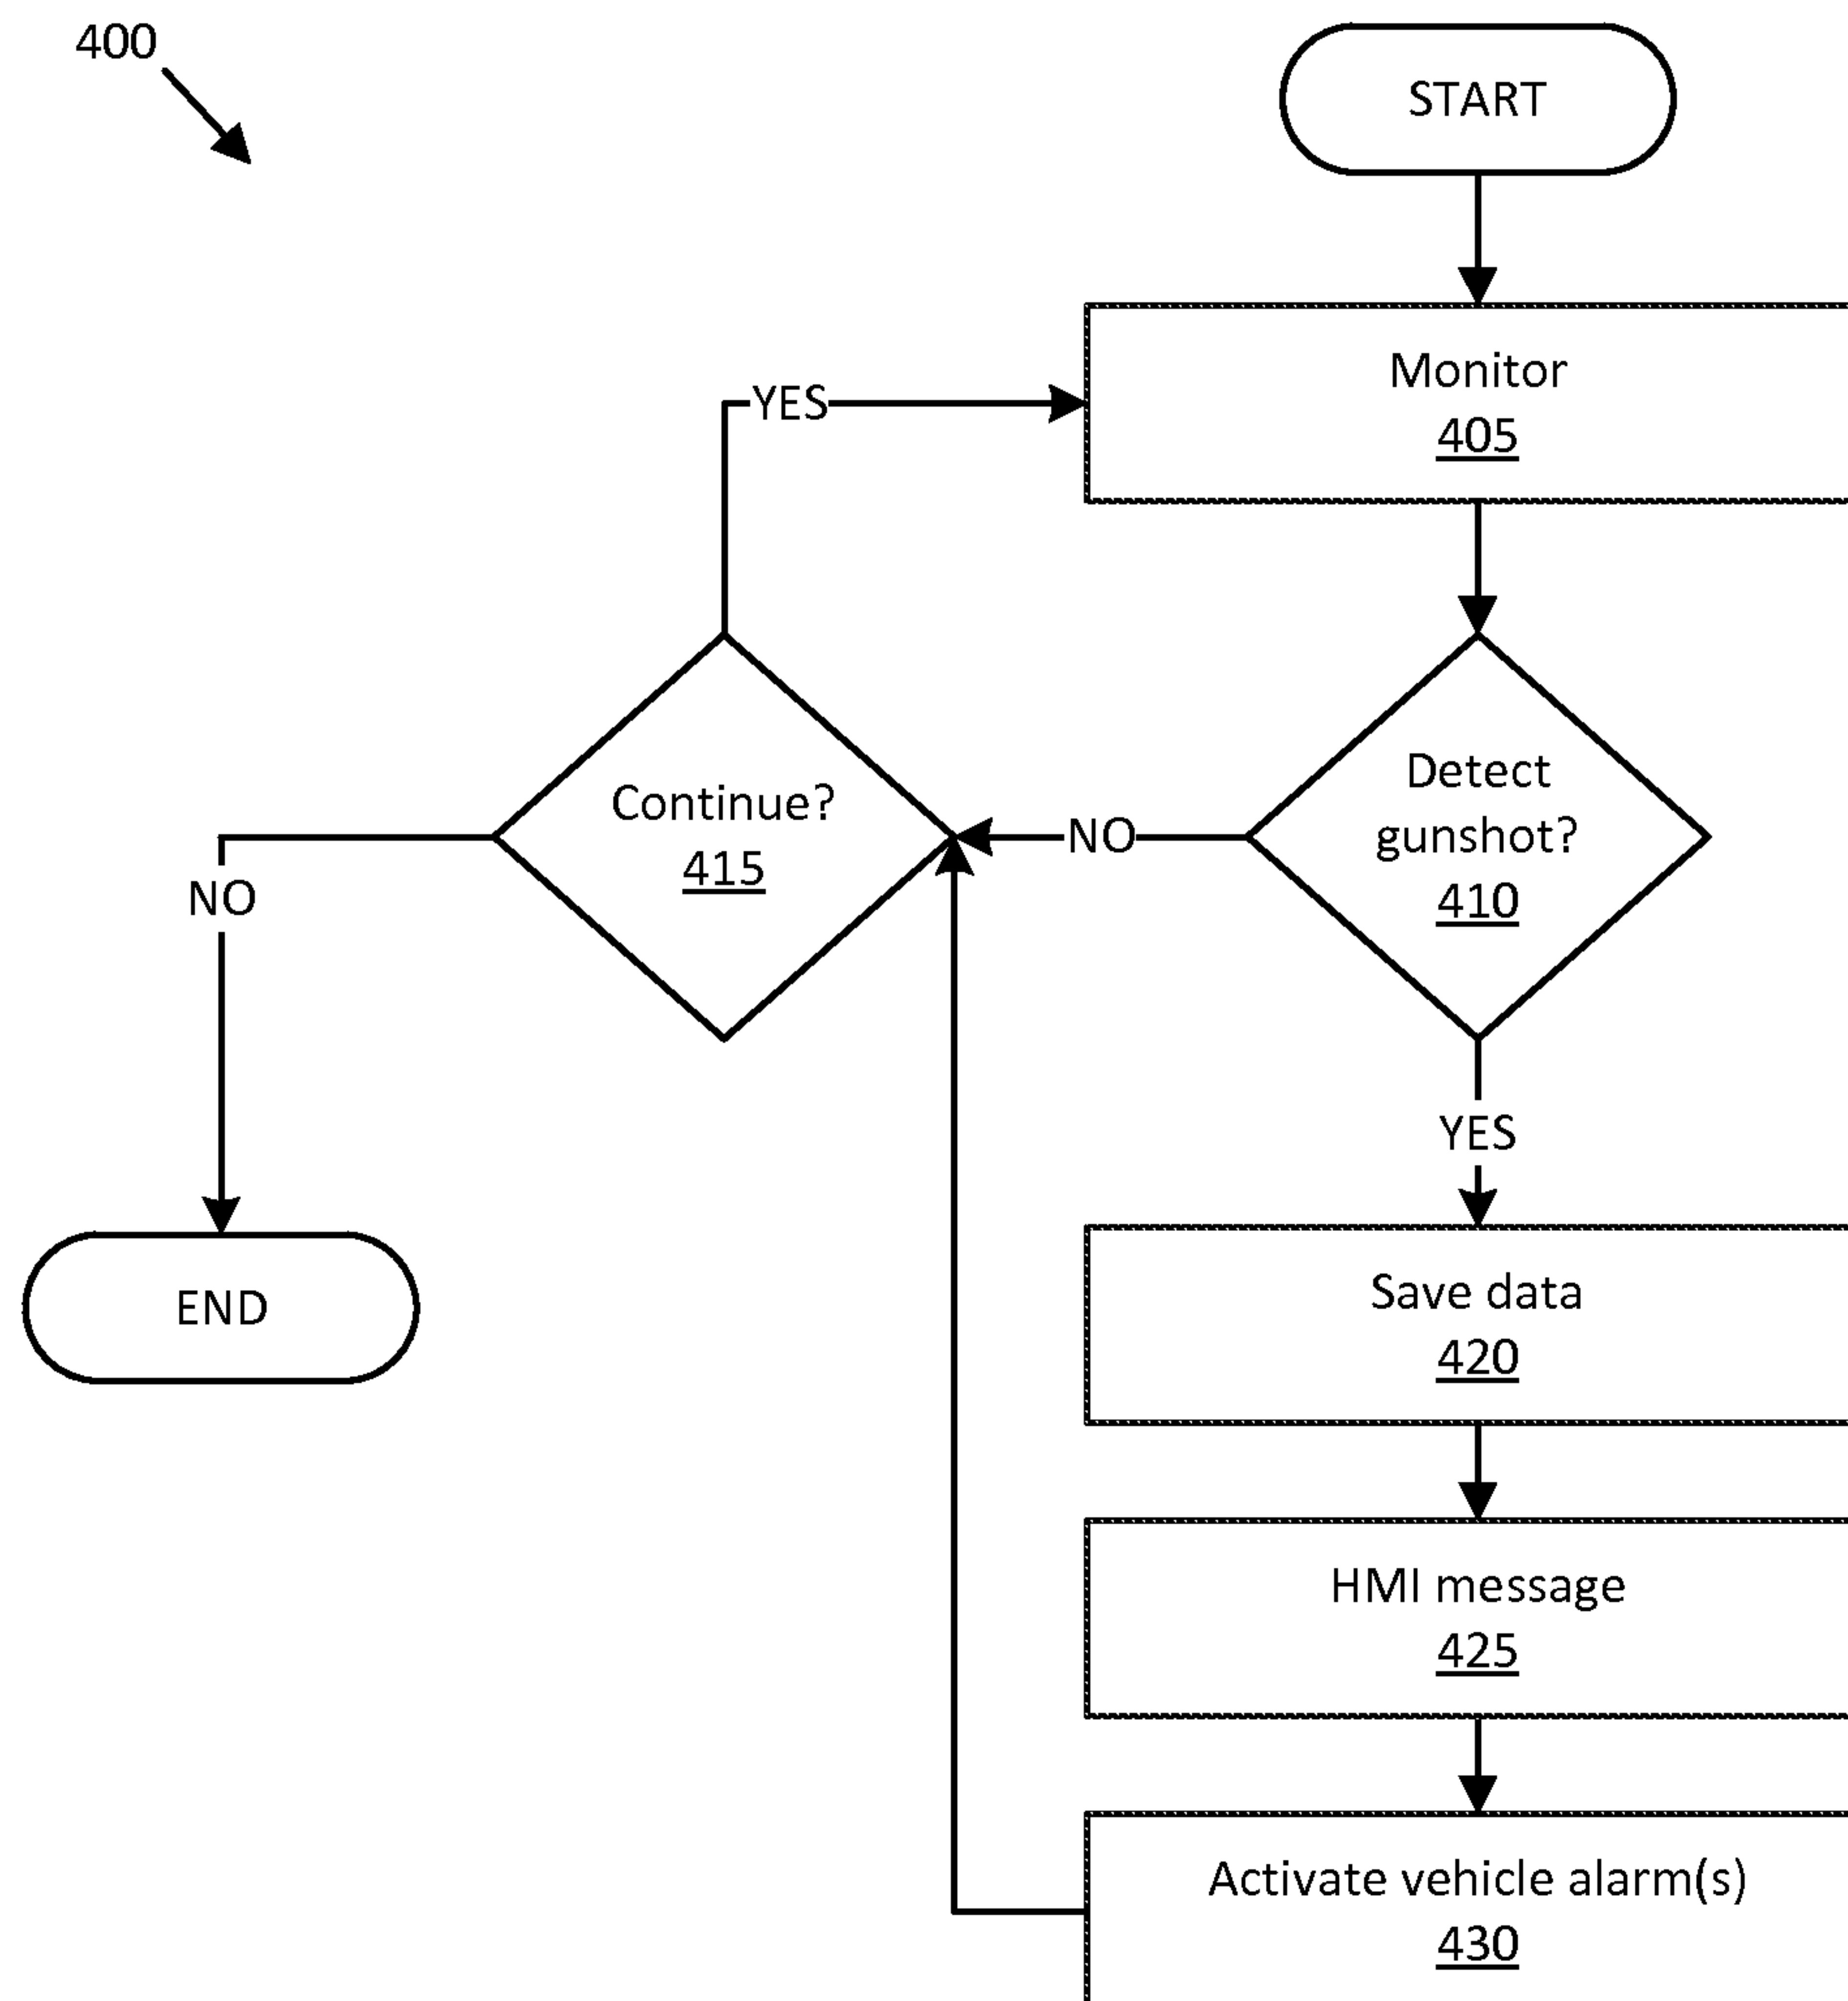 400
START
Monitor
405
YES
Detect
gunshot?
410
NO
Continue?
415
NO
YES
END
Save data
420
HMI message
425
Activate vehicle alarm(s)
430